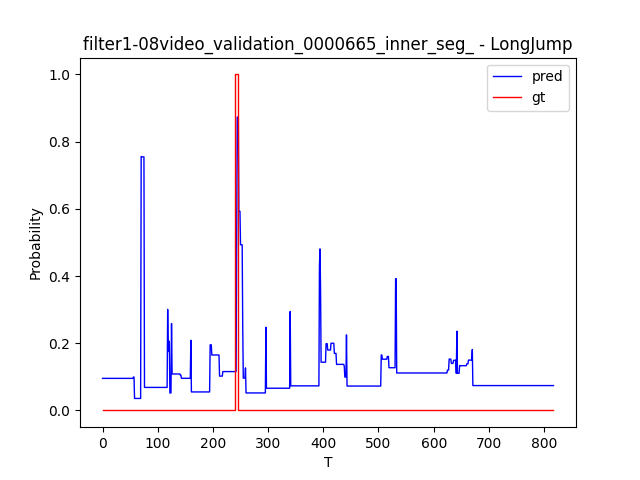 filter1-08video_validation_0000665_inner_seg_ - LongJump
pred
gt
1.0
0.8
0.6
0.4
0.2
0.0
Probability
0 100 200 300 400 500 600 700 800
T